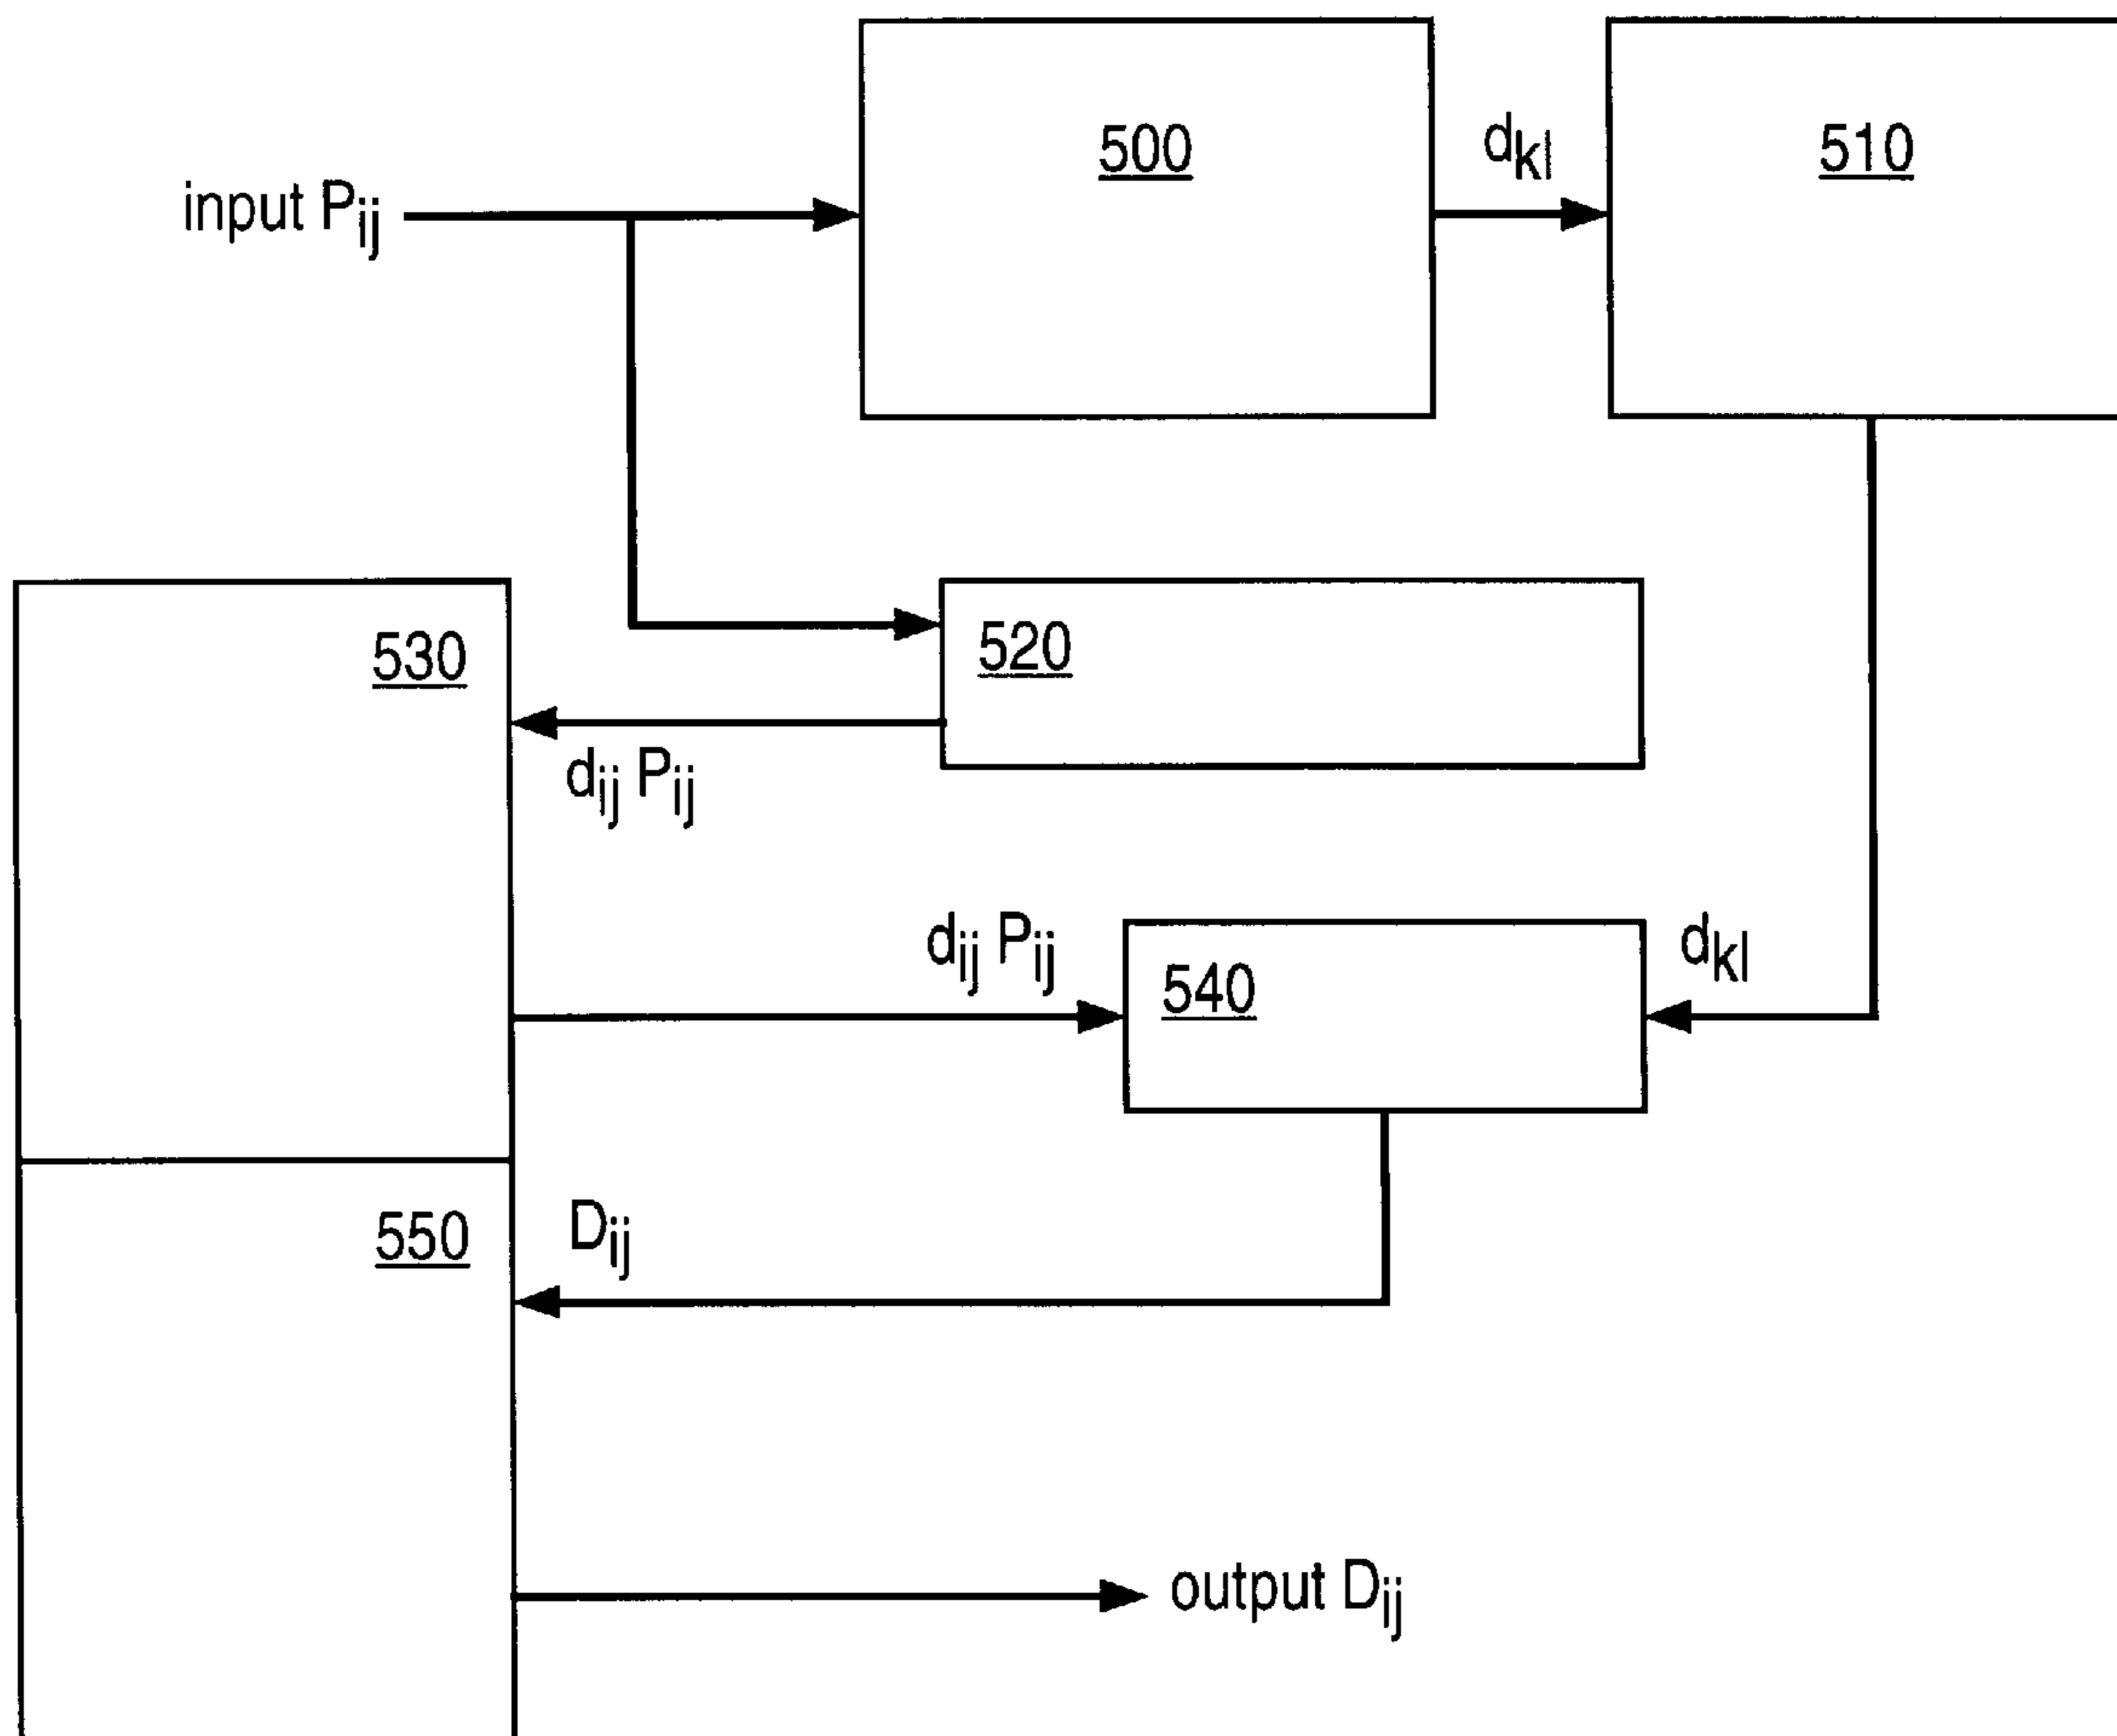 500
d_kl
510
input P_ij
530
520
d_ij P_ij
d_ij P_ij
540
d_kl
550
D_ij
output D_ij